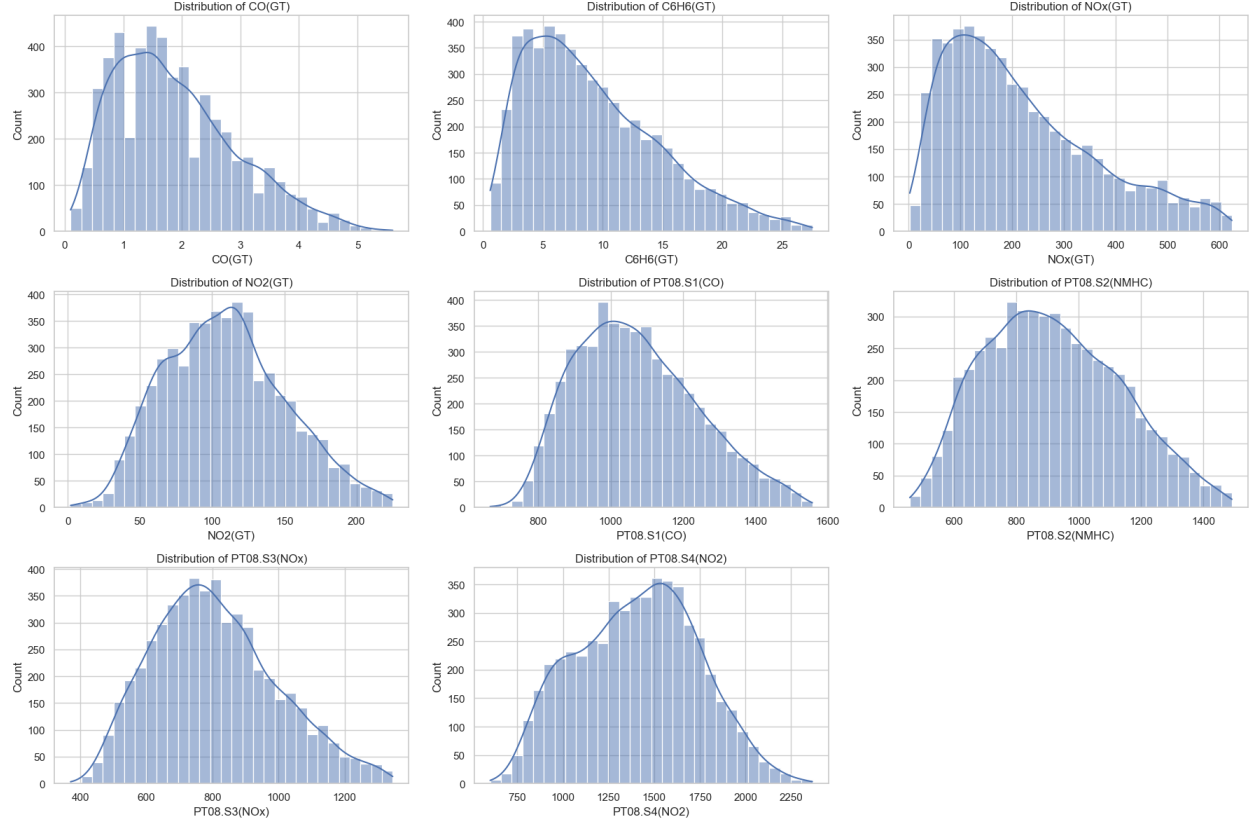 Distribution of CO(GT)
Count
400
300
200
100
0
0 1 2 3 4 5
CO(GT)
Distribution of C6H6(GT)
Count
400
350
300
250
200
150
100
50
0
0 5 10 15 20 25
C6H6(GT)
Distribution of NOx(GT)
Count
350
300
250
200
150
100
50
0
0 100 200 300 400 500 600
NOx(GT)
Distribution of NO2(GT)
Count
400
350
300
250
200
150
100
50
0
0 50 100 150 200
NO2(GT)
Distribution of PT08.S1(CO)
Count
400
350
300
250
200
150
100
50
0
800 1000 1200 1400 1600
PT08.S1(CO)
Distribution of PT08.S2(NMHC)
Count
300
250
200
150
100
50
0
600 800 1000 1200 1400
PT08.S2(NMHC)
Distribution of PT08.S3(NOx)
Count
400
350
300
250
200
150
100
50
0
400 600 800 1000 1200
PT08.S3(NOx)
Distribution of PT08.S4(NO2)
Count
350
300
250
200
150
100
50
0
750 1000 1250 1500 1750 2000 2250
PT08.S4(NO2)